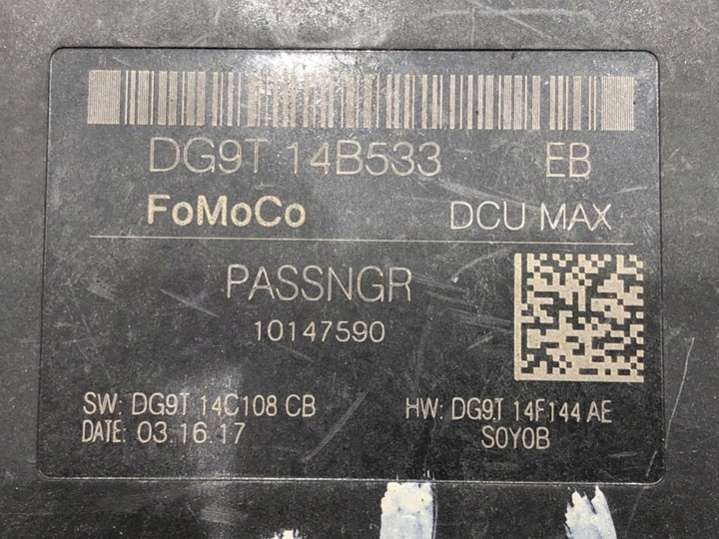 DG9T 14B533 EB
FoMoCo DCU MAX
PASSNGR
10147590
SW: DG9T 14C108 CB HW: DG9T 14F144 AE
DATE: 03.16.17 S0Y0B